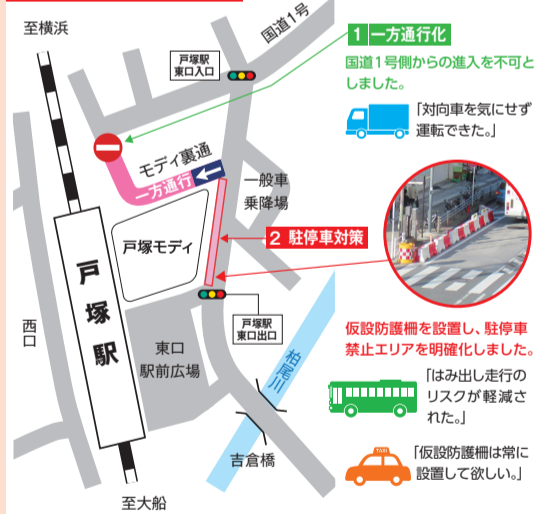 至横浜
国道1号
戸塚駅
東口入口
モディ裏通
一方通行
一般車
乗降場
戸塚モディ
2 駐停車対策
戸塚駅
西口
東口
駅前広場
戸塚駅
東口出口
柏尾川
吉倉橋
至大船
1 一方通行化
国道1号側からの進入を不可と
しました。
「対向車を気にせず
運転できた。」
仮設防護柵を設置し、駐停車
禁止エリアを明確化しました。
「はみ出し走行の
リスクが軽減さ
れた。」
TAXI
「仮設防護柵は常に
設置して欲しい。」